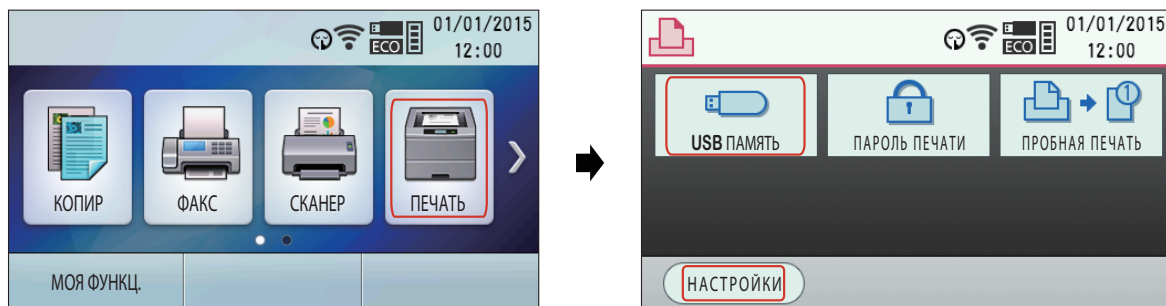 01/01/2015
ECO
12:00
КОПИР
ФАКС
СКАНЕР
ПЕЧАТЬ
МОЯ ФУНКЦ.
01/01/2015
ECO
12:00
1
USB ПАМЯТЬ
ПАРОЛЬ ПЕЧАТИ
ПРОБНАЯ ПЕЧАТЬ
НАСТРОЙКИ